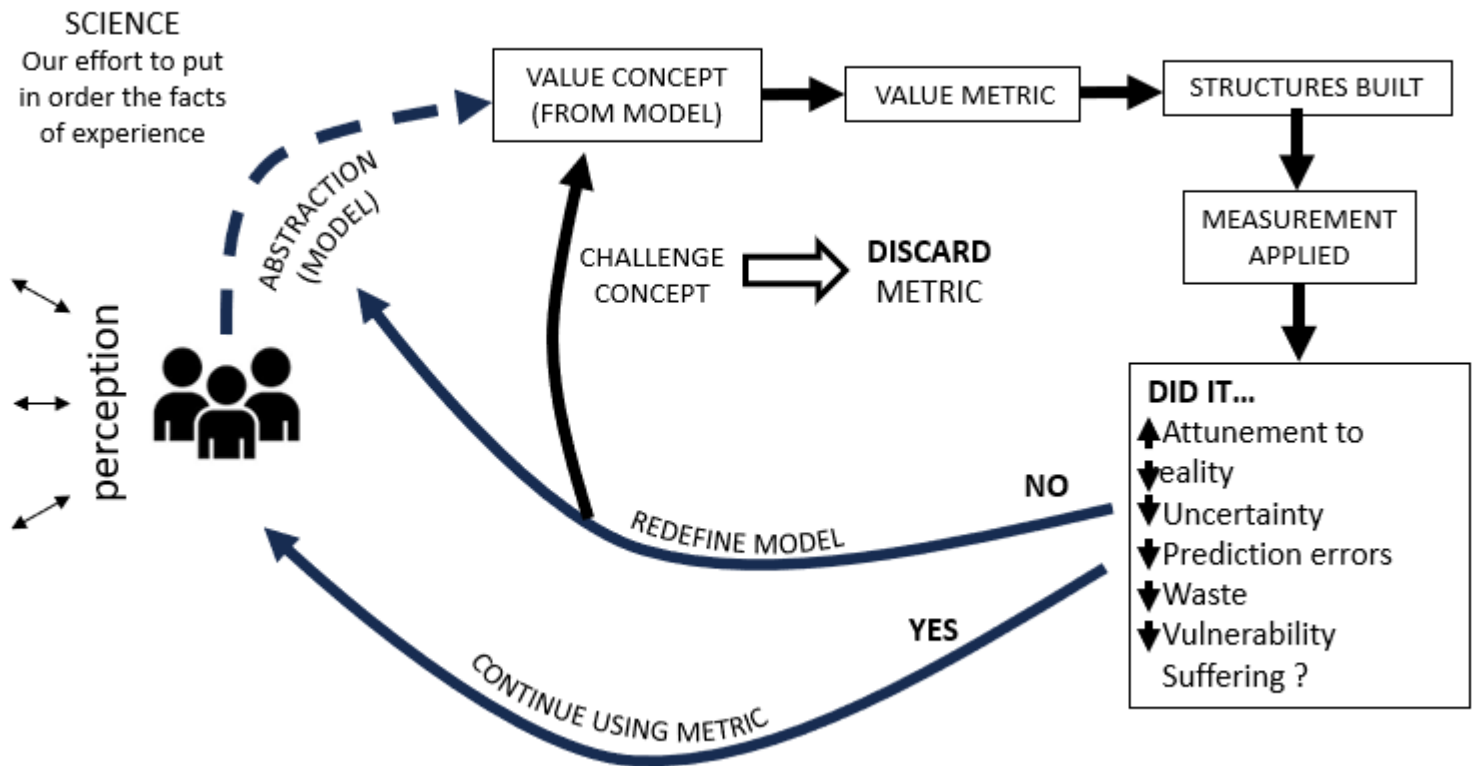 SCIENCE
Our effort to put
in order the facts
of experience
perception
ABSTRACTION
(MODEL)
VALUE CONCEPT
(FROM MODEL)
VALUE METRIC
STRUCTURES BUILT
MEASUREMENT
APPLIED
CHALLENGE
CONCEPT
DISCARD
METRIC
DID IT...
Attunement to
eality
Uncertainty
Prediction errors
Waste
Vulnerability
Suffering ?
NO
REDEFINE MODEL
YES
CONTINUE USING METRIC